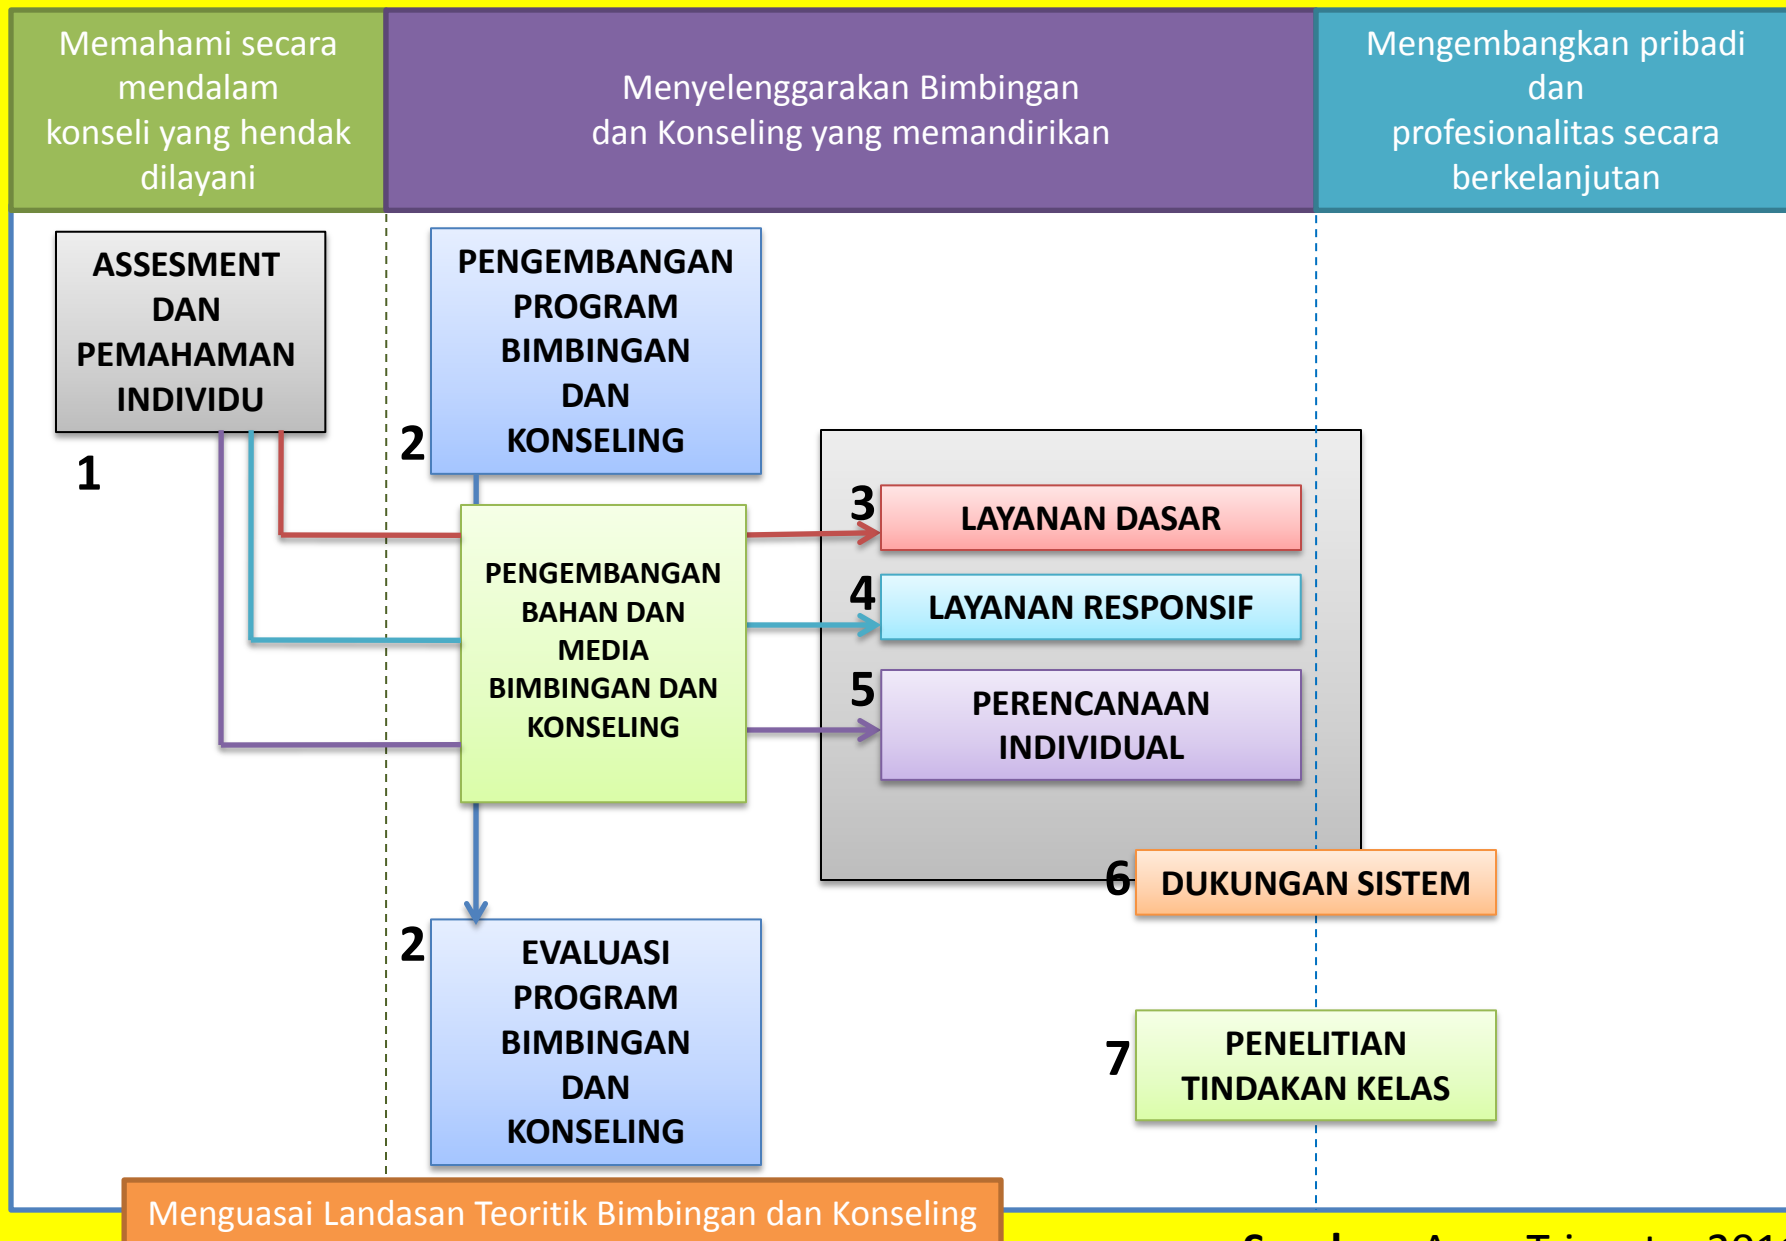 Memahami secara
mendalam
konseli yang hendak
dilayani
Menyelenggarakan Bimbingan
dan Konseling yang memandirikan
Mengembangkan pribadi
dan
profesionalitas secara
berkelanjutan
ASSESMENT
DAN
PEMAHAMAN
INDIVIDU
1
PENGEMBANGAN
PROGRAM
BIMBINGAN
DAN
KONSELING
2
PENGEMBANGAN
BAHAN DAN
MEDIA
BIMBINGAN DAN
KONSELING
3
LAYANAN DASAR
4
LAYANAN RESPONSIF
5
PERENCANAAN
INDIVIDUAL
6
DUKUNGAN SISTEM
2
EVALUASI
PROGRAM
BIMBINGAN
DAN
KONSELING
7
PENELITIAN
TINDAKAN KELAS
Menguasai Landasan Teoritik Bimbingan dan Konseling